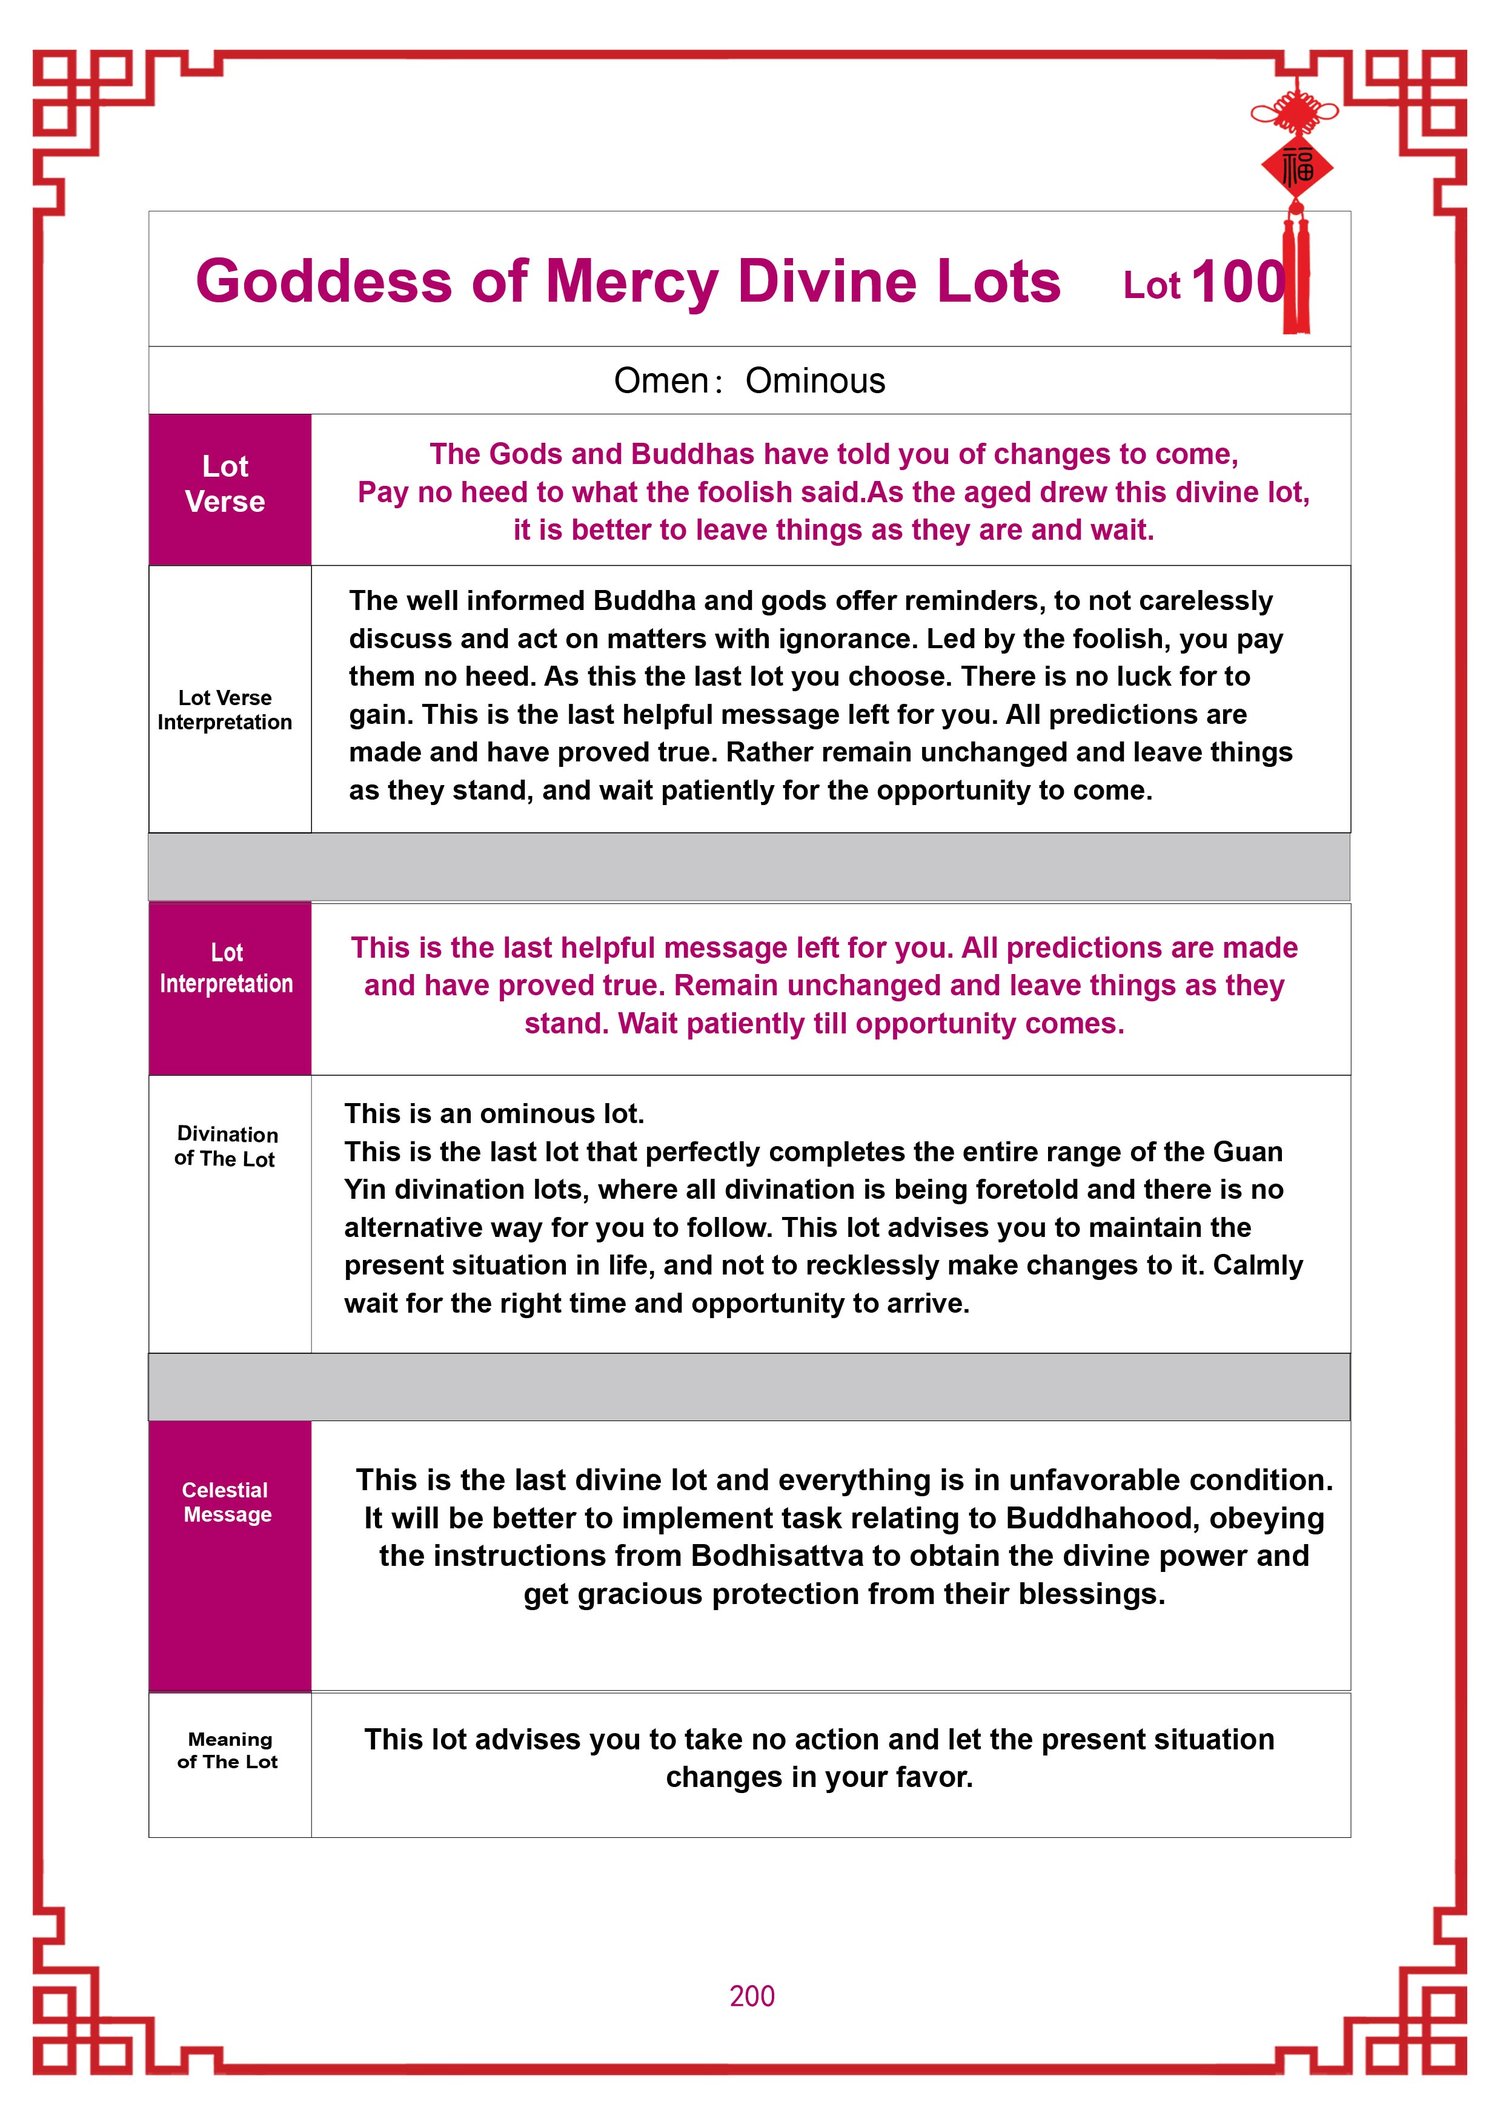 福
Goddess of Mercy Divine Lots Lot 100
Omen： Ominous
Lot
Verse
The Gods and Buddhas have told you of changes to come,
Pay no heed to what the foolish said.As the aged drew this divine lot,
it is better to leave things as they are and wait.
Lot Verse
Interpretation
The well informed Buddha and gods offer reminders, to not carelessly
discuss and act on matters with ignorance. Led by the foolish, you pay
them no heed. As this the last lot you choose. There is no luck for to
gain. This is the last helpful message left for you. All predictions are
made and have proved true. Rather remain unchanged and leave things
as they stand, and wait patiently for the opportunity to come.
Lot
Interpretation
This is the last helpful message left for you. All predictions are made
and have proved true. Remain unchanged and leave things as they
stand. Wait patiently till opportunity comes.
Divination
of The Lot
This is an ominous lot.
This is the last lot that perfectly completes the entire range of the Guan
Yin divination lots, where all divination is being foretold and there is no
alternative way for you to follow. This lot advises you to maintain the
present situation in life, and not to recklessly make changes to it. Calmly
wait for the right time and opportunity to arrive.
Celestial
Message
This is the last divine lot and everything is in unfavorable condition.
It will be better to implement task relating to Buddhahood, obeying
the instructions from Bodhisattva to obtain the divine power and
get gracious protection from their blessings.
Meaning
of The Lot
This lot advises you to take no action and let the present situation
changes in your favor.
200